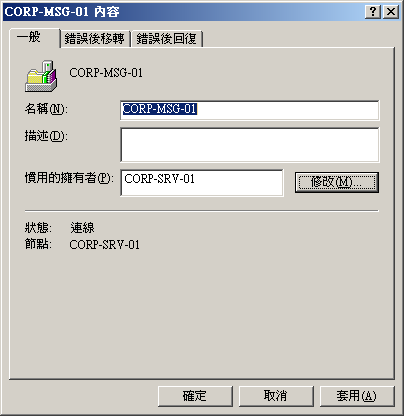 CORP-MSG-01 內容
一般 錯誤後移轉 錯誤後回復
CORP-MSG-01
名稱(N): CORP-MSG-01
描述(D):
慣用的擁有者(P): CORP-SRV-01 修改(M)...
狀態: 連線
節點: CORP-SRV-01
確定 取消 套用(A)